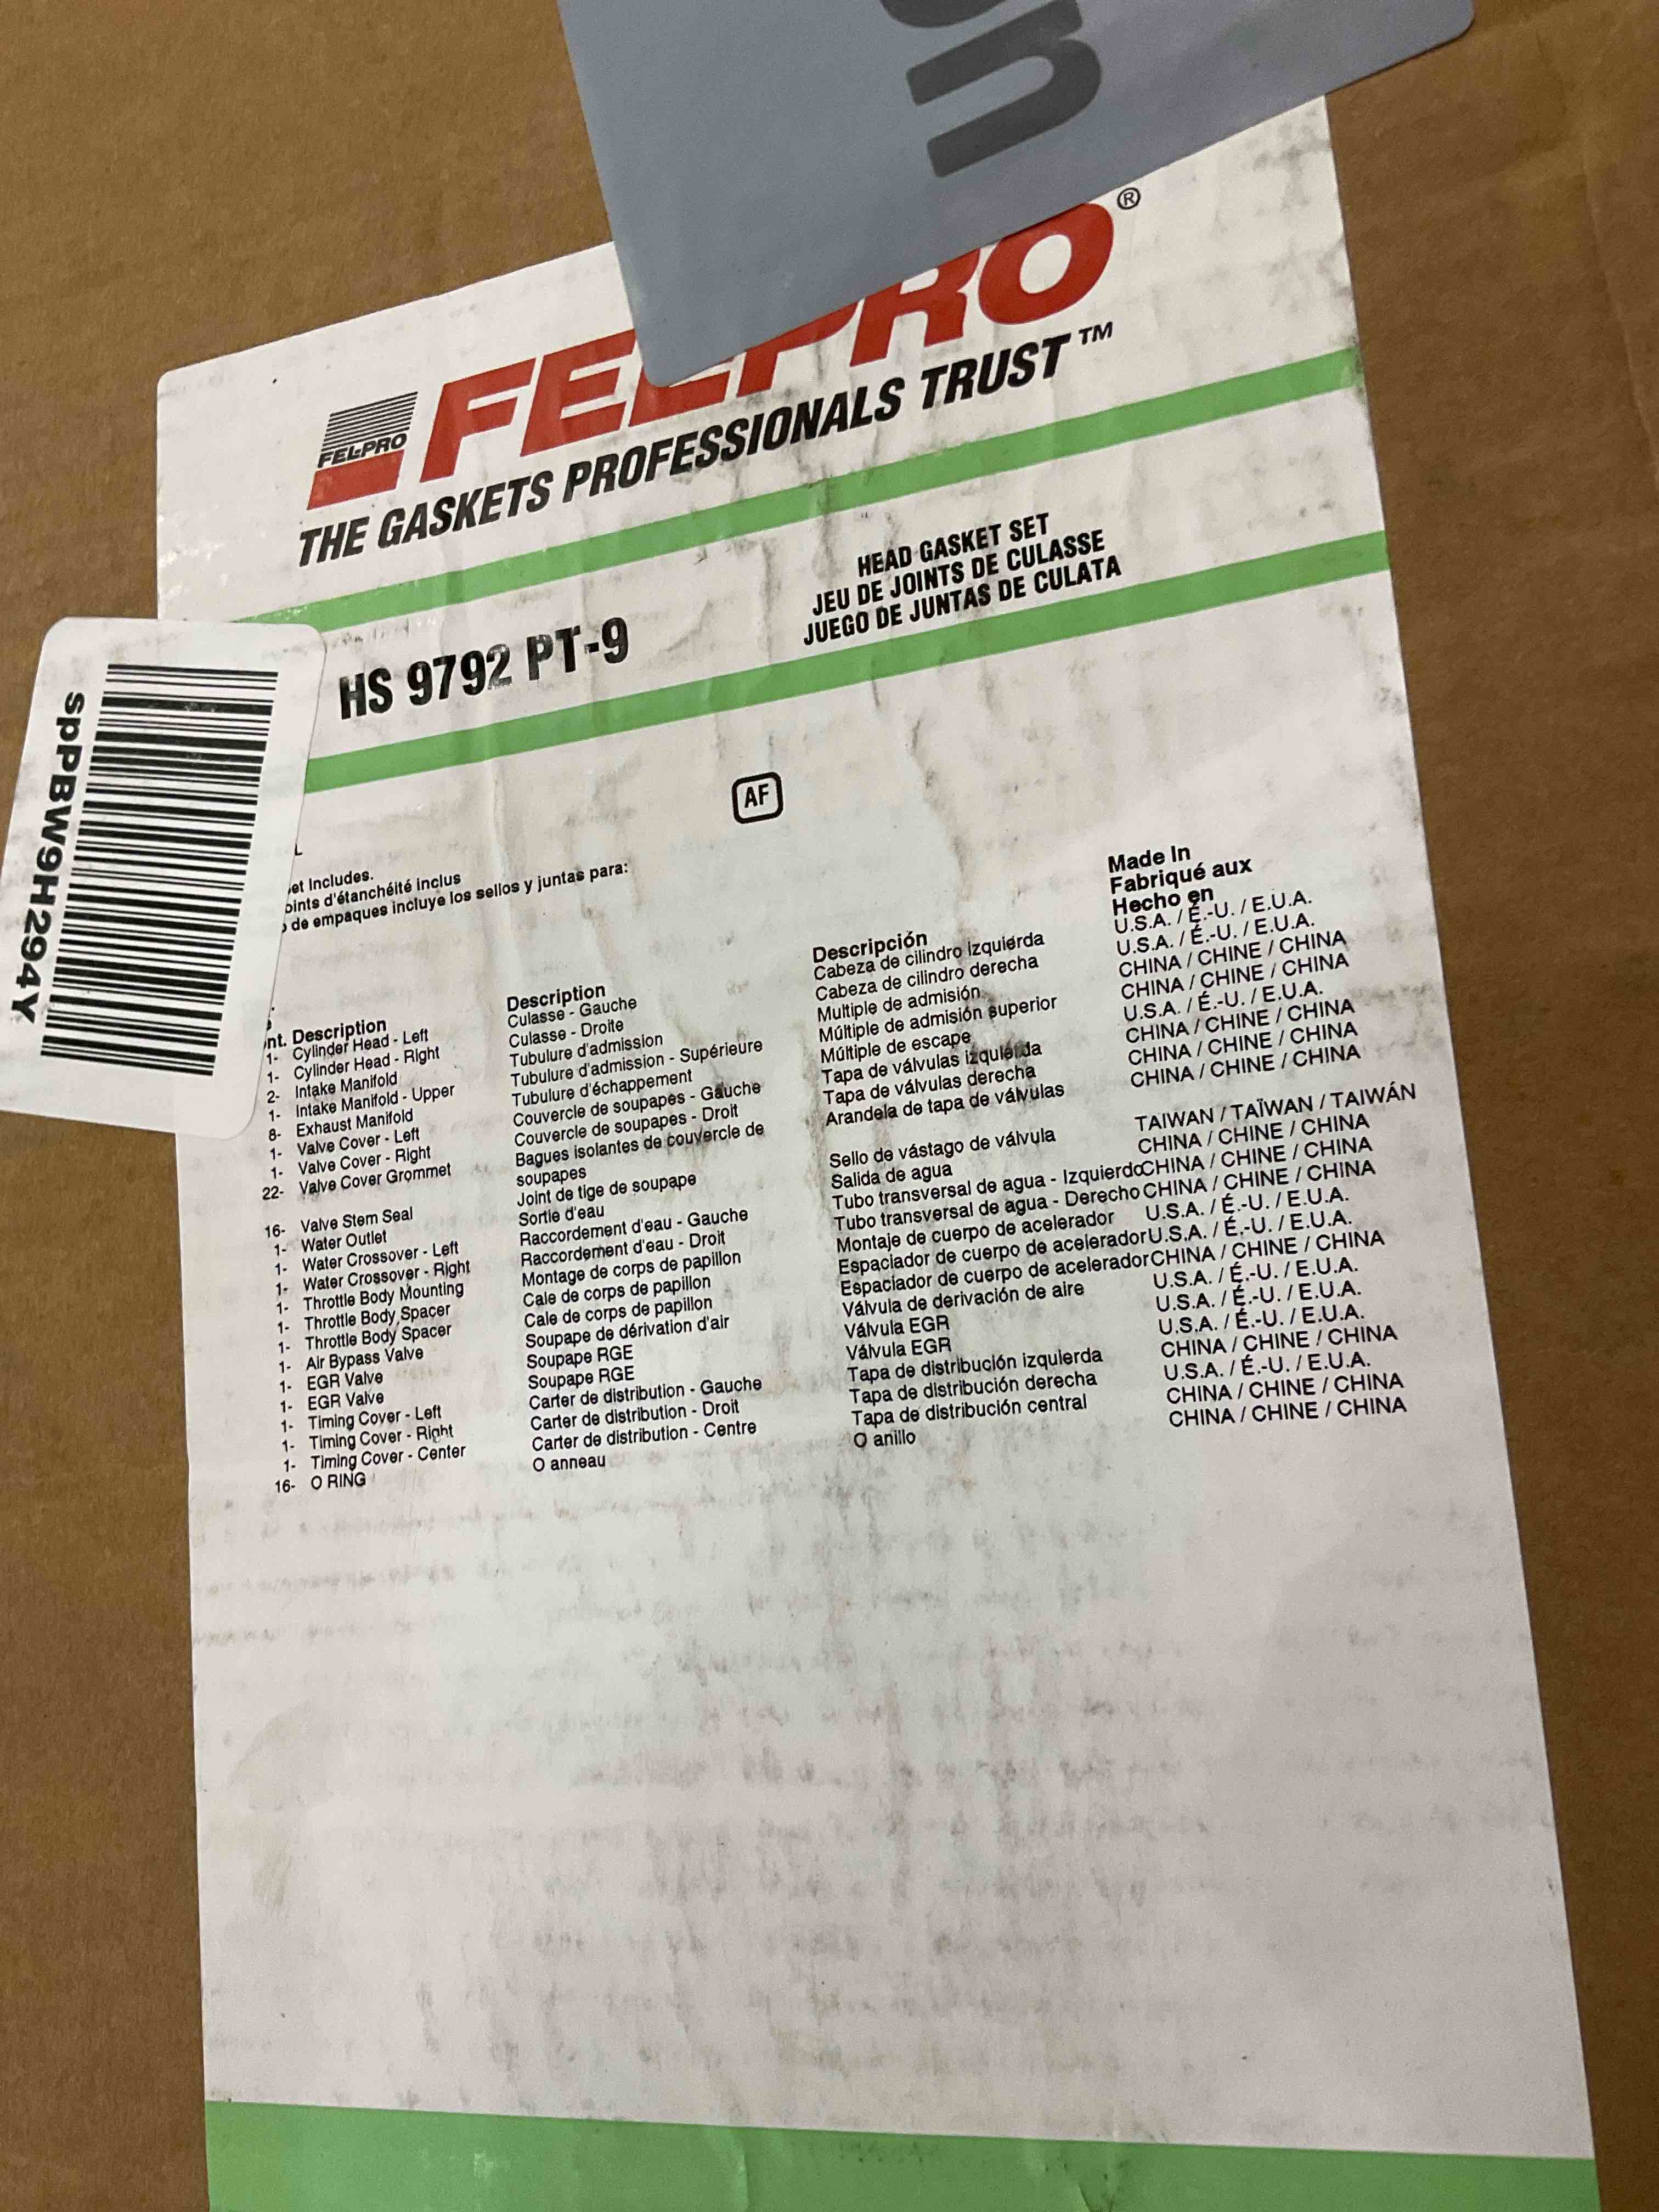 FELPRO®
FEL-PRO
THE GASKETS PROFESSIONALS TRUST™
HEAD GASKET SET
JEU DE JOINTS DE CULASSE
JUEGO DE JUNTAS DE CULATA
HS 9792 PT-9
AF
spPBW9H294Y
et Includes.
oints d'étanchéité inclus
de empaques incluye los sellos y juntas para:
Made In
Fabriqué aux
Hecho en
nt. Description Description Descripción
1- Cylinder Head - Left Culasse - Gauche Cabeza de cilindro izquierda U.S.A. / É.-U. / E.U.A.
1- Cylinder Head - Right Culasse - Droite Cabeza de cilindro derecha U.S.A. / É.-U. / E.U.A.
2- Intake Manifold Tubulure d'admission Multiple de admisión CHINA / CHINE / CHINA
1- Intake Manifold - Upper Tubulure d'admission - Supérieure Múltiple de admisión superior CHINA / CHINE / CHINA
8- Exhaust Manifold Tubulure d'échappement Múltiple de escape U.S.A. / É.-U. / E.U.A.
1- Valve Cover - Left Couvercle de soupapes - Gauche Tapa de válvulas izquierda CHINA / CHINE / CHINA
1- Valve Cover - Right Couvercle de soupapes - Droit Tapa de válvulas derecha CHINA / CHINE / CHINA
22- Valve Cover Grommet Bagues isolantes de couvercle de Arandela de tapa de válvulas CHINA / CHINE / CHINA
soupapes
16- Valve Stem Seal Joint de tige de soupape Sello de vástago de válvula TAIWAN / TAÏWAN / TAIWÁN
1- Water Outlet Sortie d'eau Salida de agua CHINA / CHINE / CHINA
1- Water Crossover - Left Raccordement d'eau - Gauche Tubo transversal de agua - Izquierdo CHINA / CHINE / CHINA
1- Water Crossover - Right Raccordement d'eau - Droit Tubo transversal de agua - Derecho CHINA / CHINE / CHINA
1- Throttle Body Mounting Montage de corps de papillon Montaje de cuerpo de acelerador U.S.A. / É.-U. / E.U.A.
1- Throttle Body Spacer Cale de corps de papillon Espaciador de cuerpo de acelerador U.S.A. / É.-U. / E.U.A.
1- Throttle Body Spacer Cale de corps de papillon Espaciador de cuerpo de acelerador CHINA / CHINE / CHINA
1- Air Bypass Valve Soupape de dérivation d'air Válvula de derivación de aire U.S.A. / É.-U. / E.U.A.
1- EGR Valve Soupape RGE Válvula EGR U.S.A. / É.-U. / E.U.A.
1- EGR Valve Soupape RGE Válvula EGR U.S.A. / É.-U. / E.U.A.
1- Timing Cover - Left Carter de distribution - Gauche Tapa de distribución izquierda CHINA / CHINE / CHINA
1- Timing Cover - Right Carter de distribution - Droit Tapa de distribución derecha U.S.A. / É.-U. / E.U.A.
1- Timing Cover - Center Carter de distribution - Centre Tapa de distribución central CHINA / CHINE / CHINA
16- O RING O anneau O anillo CHINA / CHINE / CHINA